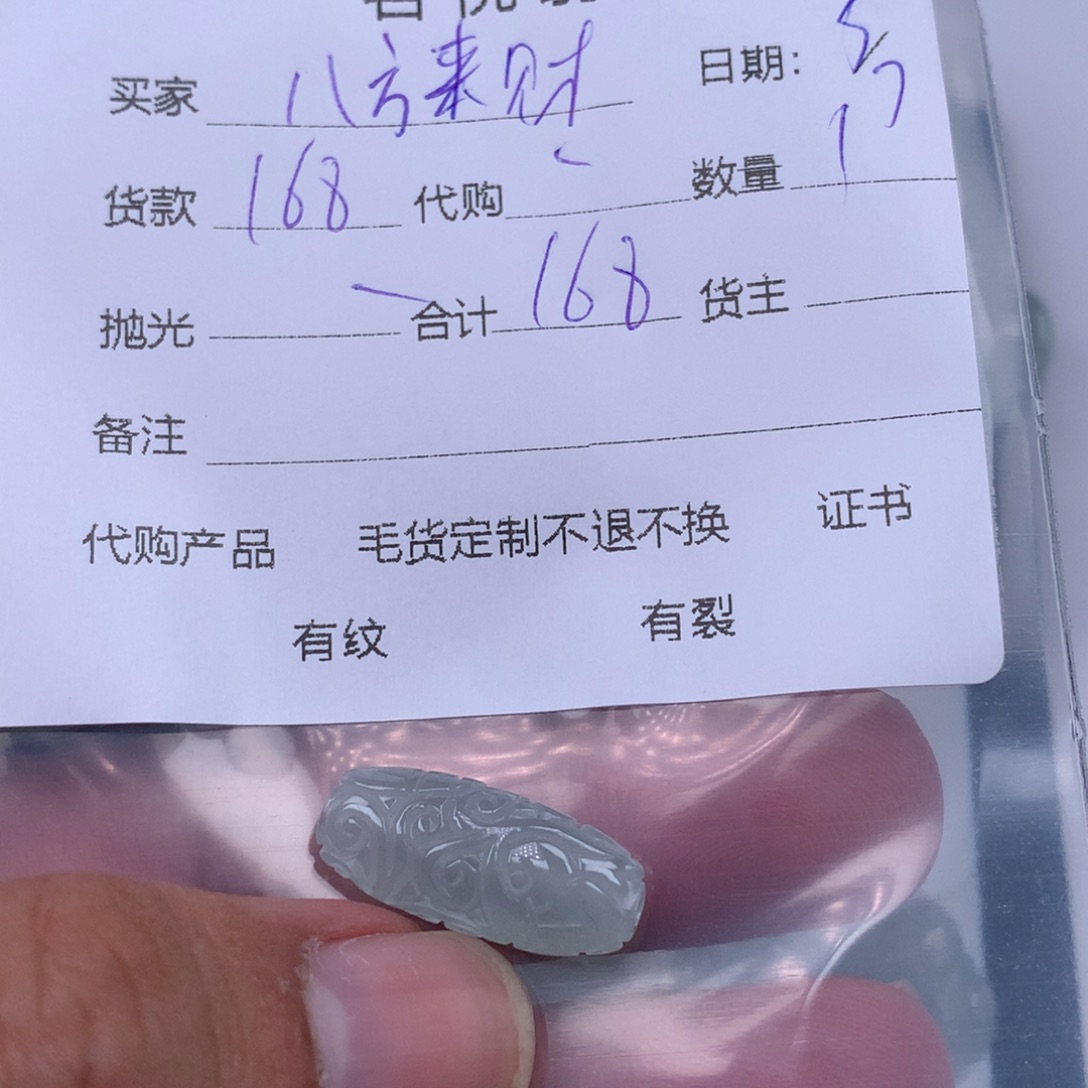 买家 八方来财 日期: 5/7
货款 168 代购 数量 1
抛光 合计 168 货主
备注
代购产品 毛货定制不退不换 证书
有纹 有裂